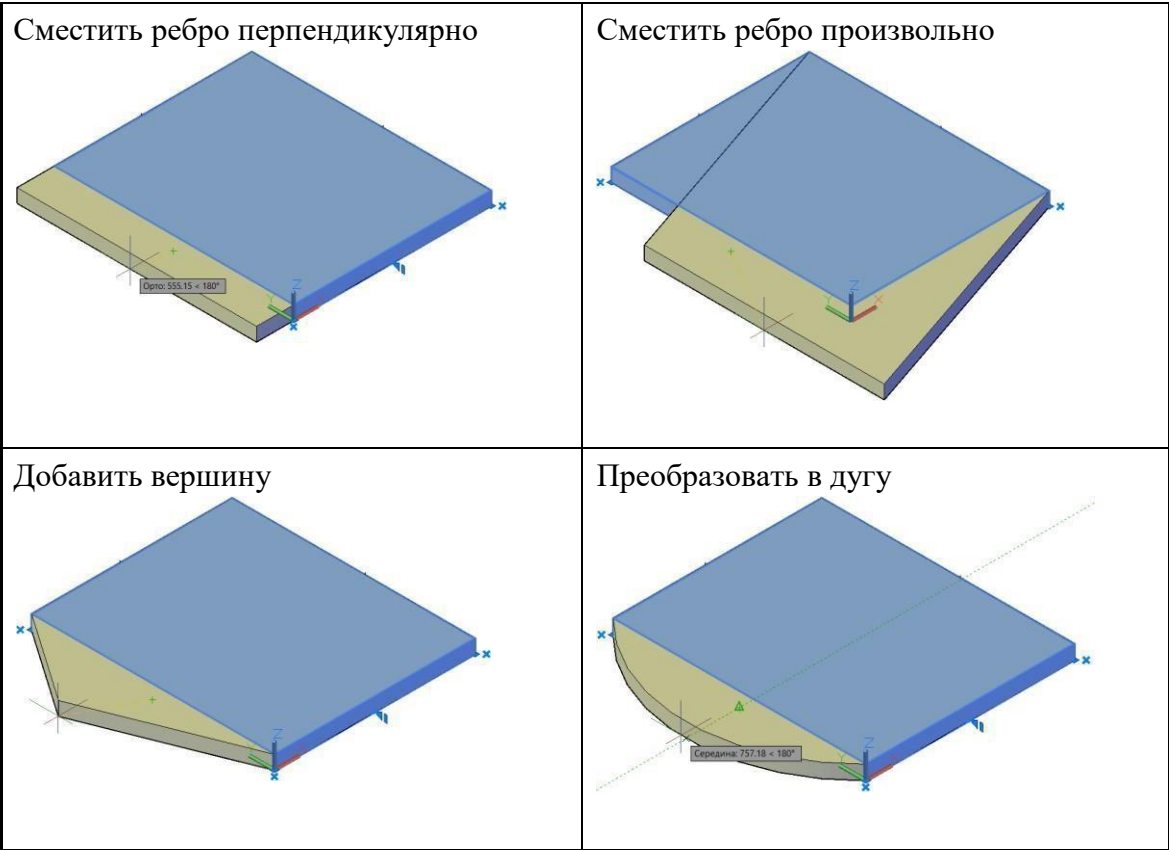 Сместить ребро перпендикулярно
Сместить ребро произвольно
Z
Y
Орто: 555.15 < 180°
Z
Y
X
Добавить вершину
Преобразовать в дугу
Z
Z
Y
Середина: 757.18 < 180°